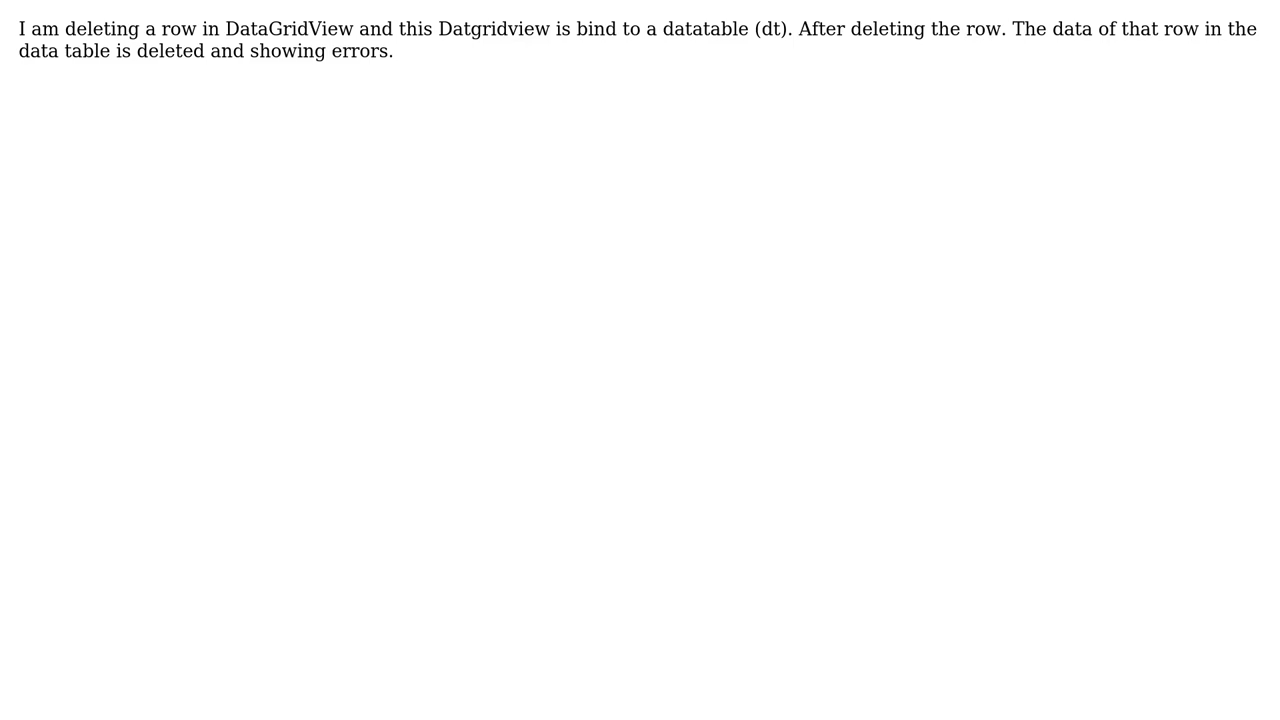 I am deleting a row in DataGridView and this Datgridview is bind to a datatable (dt). After deleting the row. The data of that row in the
data table is deleted and showing errors.